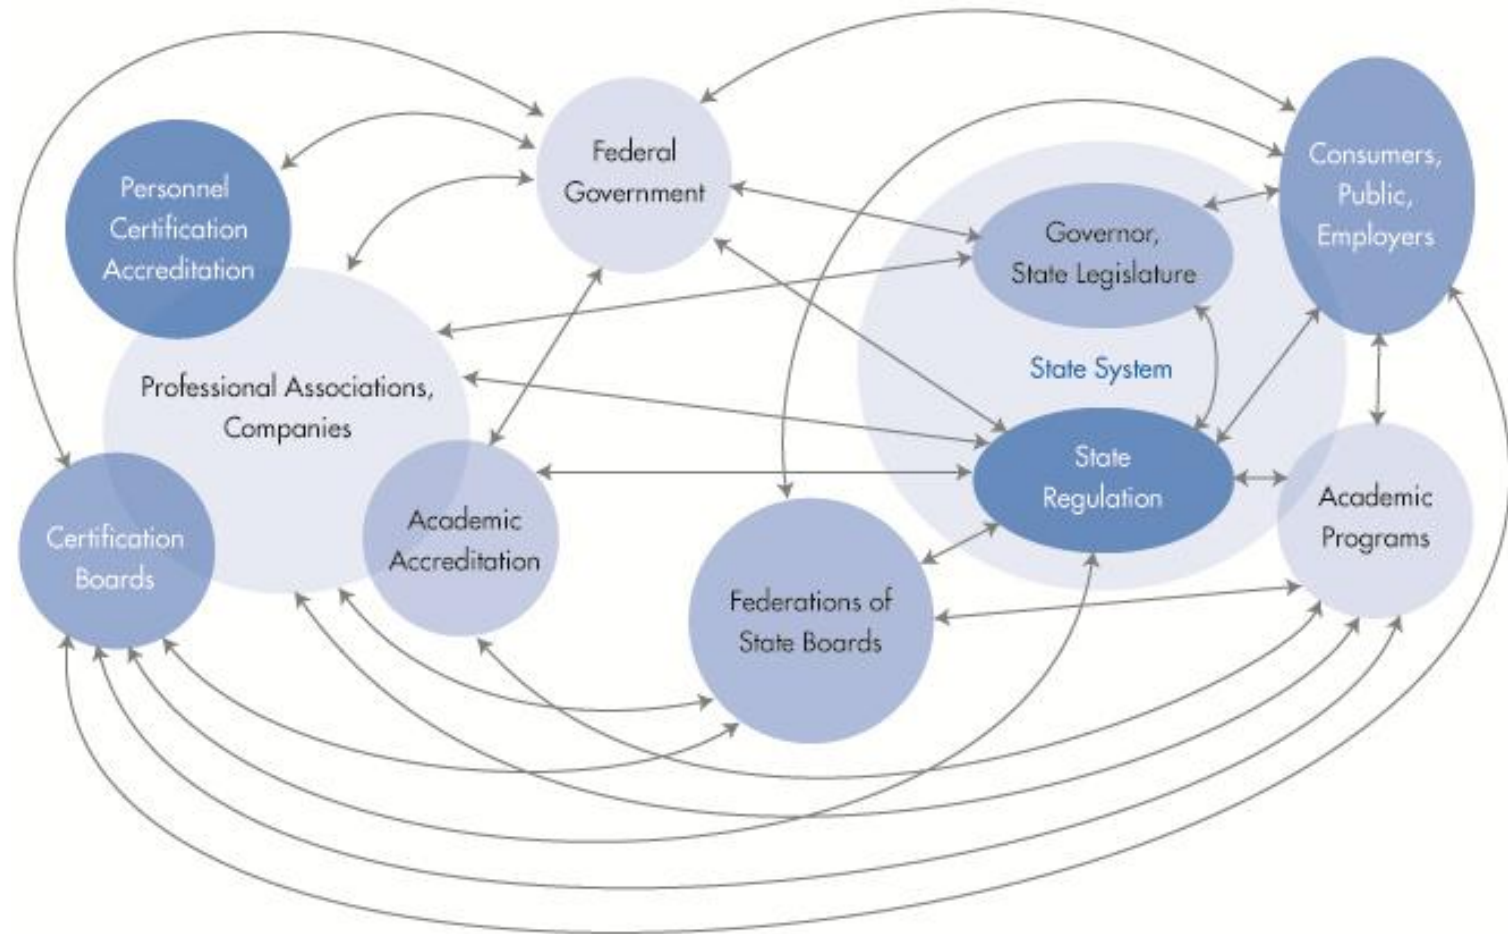 Federal
Government
Consumers,
Public,
Employers
Personnel
Certification
Accreditation
Governor,
State Legislature
State System
Professional Associations,
Companies
State
Regulation
Academic
Programs
Academic
Accreditation
Certification
Boards
Federations of
State Boards